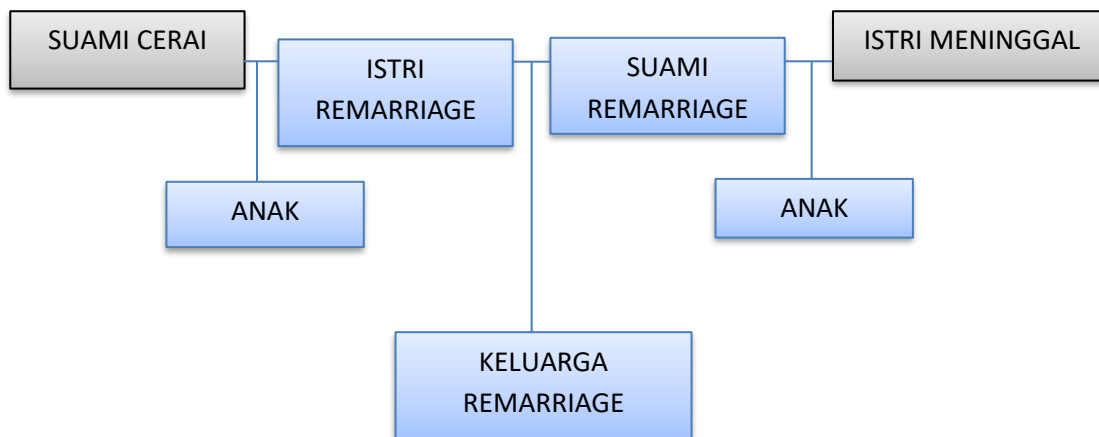 SUAMI CERAI
ISTRI
REMARRIAGE
SUAMI
REMARRIAGE
ISTRI MENINGGAL
ANAK
ANAK
KELUARGA
REMARRIAGE